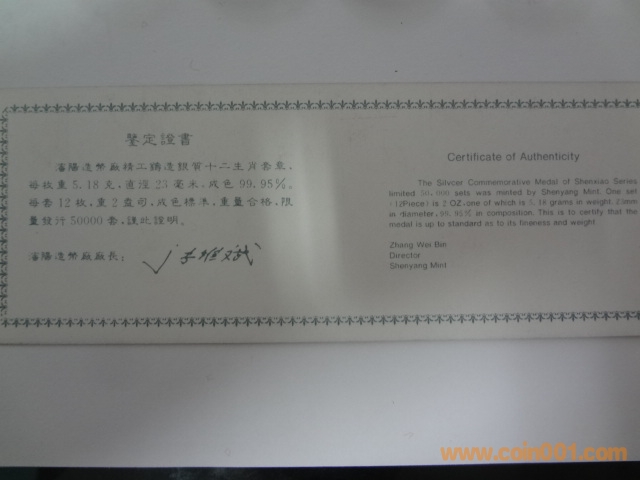 鑒定證書
瀋陽造幣廠精工鑄造銀質十二生肖套章,
每枚重5.18克,直徑23毫米,成色99.95%。
每套12枚,重2盎司,成色標準,重量合格,限
量發行50000套,謹此證明。
瀋陽造幣廠廠長:
Certificate of Authenticity
The Silvcer Commemorative Medal of Shenxiao Series
limited 50,000 sets was minted by Shenyang Mint. One set
(12Piece) is 2 OZ-one of which is 5.18 grams in weight. 23mm
in diameter, 99.95% in composition. This is to certify that the
medal is up to standard as to its fineness and weight.
Zhang Wei Bin
Director
Shenyang Mint
www.coin001.com